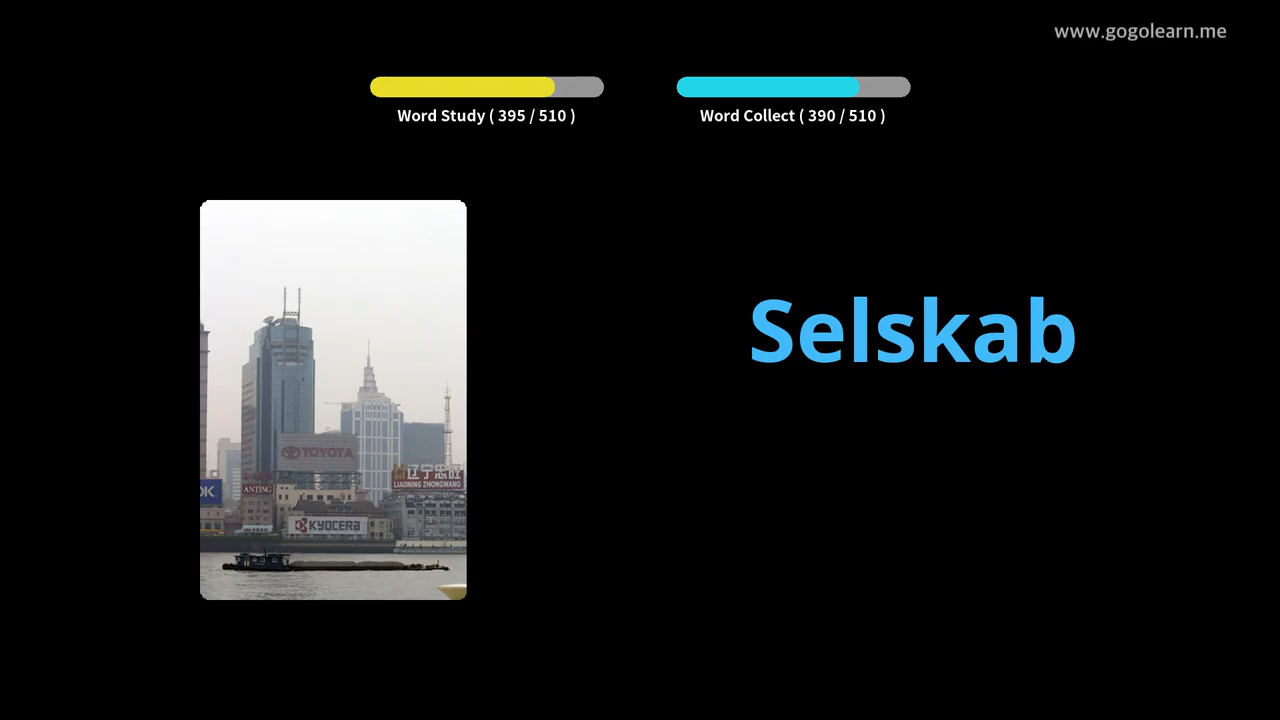 www.gogolearn.me
Word Study ( 395 / 510 )
Word Collect ( 390 / 510 )
Selskab
TOYOTA
辽宁忠旺
LIAONING ZHONGWANG
ANTING
OK
KYOCERA